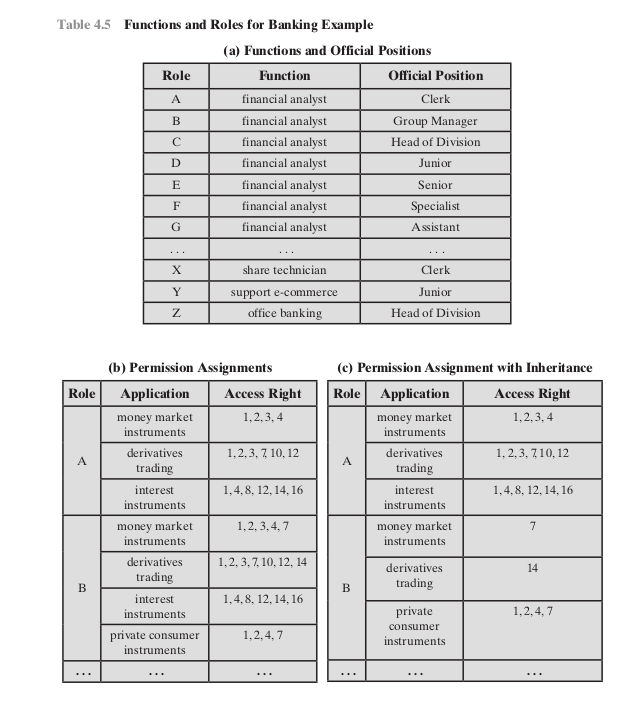 Table 4.5 Functions and Roles for Banking Example
(a) Functions and Official Positions
Role Function Official Position
A financial analyst Clerk
B financial analyst Group Manager
C financial analyst Head of Division
D financial analyst Junior
E financial analyst Senior
F financial analyst Specialist
G financial analyst Assistant
... ... ...
X share technician Clerk
Y support e-commerce Junior
Z office banking Head of Division
(b) Permission Assignments
Role Application Access Right
A
money market 1, 2, 3, 4
instruments
derivatives 1, 2, 3, 7, 10, 12
trading
interest 1, 4, 8, 12, 14, 16
instruments
B
money market 1, 2, 3, 4, 7
instruments
derivatives 1, 2, 3, 7, 10, 12, 14
trading
interest 1, 4, 8, 12, 14, 16
instruments
private consumer 1, 2, 4, 7
instruments
... ... ...
(c) Permission Assignment with Inheritance
Role Application Access Right
A
money market 1, 2, 3, 4
instruments
derivatives 1, 2, 3, 7, 10, 12
trading
interest 1, 4, 8, 12, 14, 16
instruments
B
money market 7
instruments
derivatives 14
trading
private 1, 2, 4, 7
consumer
instruments
... ... ...